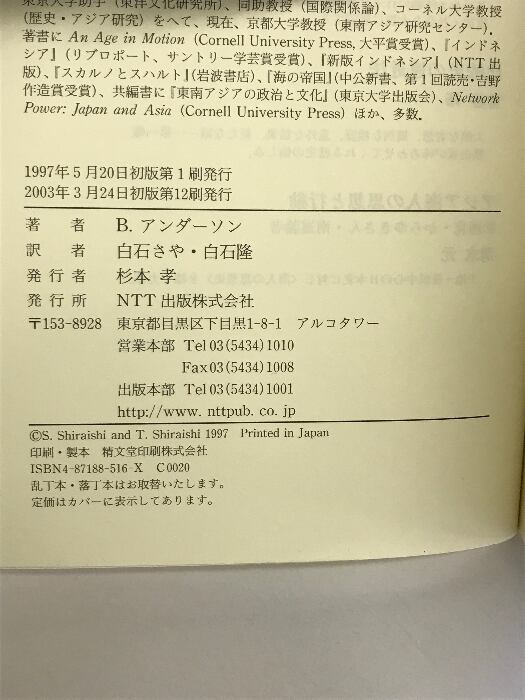 東京大学助手（東洋文化研究所）、同助教授（国際関係論）、コーネル大学教授
（歴史・アジア研究）をへて、現在、京都大学教授（東南アジア研究センター）。
著書に An Age in Motion (Cornell University Press, 大平賞受賞)、『インドネ
シア』（リブロポート、サントリー学芸賞受賞）、『新版インドネシア』（NTT出
版）、『スカルノとスハルト』（岩波書店）、『海の帝国』（中公新書、第1回読売・吉野
作造賞受賞）、共編書に『東南アジアの政治と文化』（東京大学出版会）、Network
Power: Japan and Asia (Cornell University Press) ほか、多数。
1997年5月20日初版第1刷発行
2003年3月24日初版第12刷発行
著者 B. アンダーソン
訳者 白石さや・白石隆
発行者 杉本 孝
発行所 NTT出版株式会社
〒153-8928 東京都目黒区下目黒1-8-1 アルコタワー
営業本部 Tel 03(5434)1010
Fax 03(5434)1008
出版本部 Tel 03(5434)1001
http://www.nttpub.co.jp
©S. Shiraishi and T. Shiraishi 1997 Printed in Japan
印刷・製本 精文堂印刷株式会社
ISBN4-87188-516-X C0020
乱丁本・落丁本はお取替いたします。
定価はカバーに表示してあります。